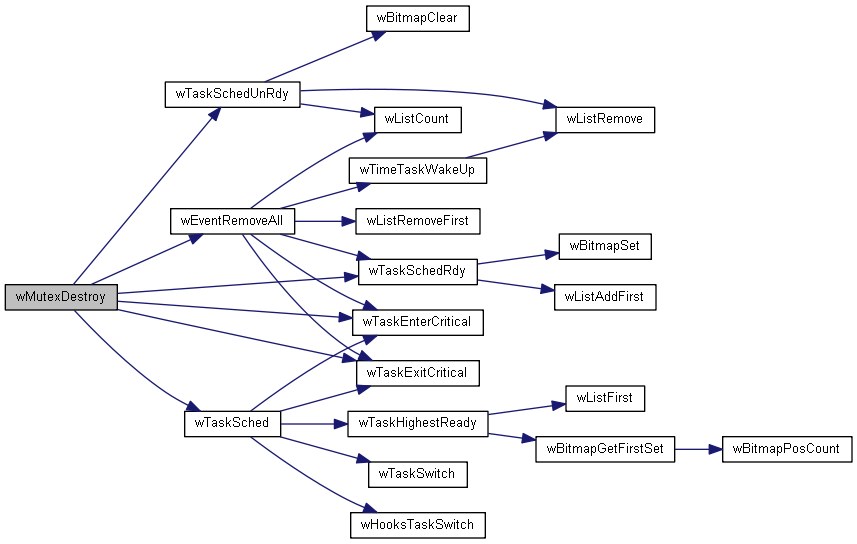 wBitmapClear
wTaskSchedUnRdy
wListCount
wListRemove
wTimeTaskWakeUp
wEventRemoveAll
wListRemoveFirst
wBitmapSet
wTaskSchedRdy
wMutexDestroy
wListAddFirst
wTaskEnterCritical
wTaskExitCritical
wListFirst
wTaskSched
wTaskHighestReady
wBitmapGetFirstSet
wBitmapPosCount
wTaskSwitch
wHooksTaskSwitch